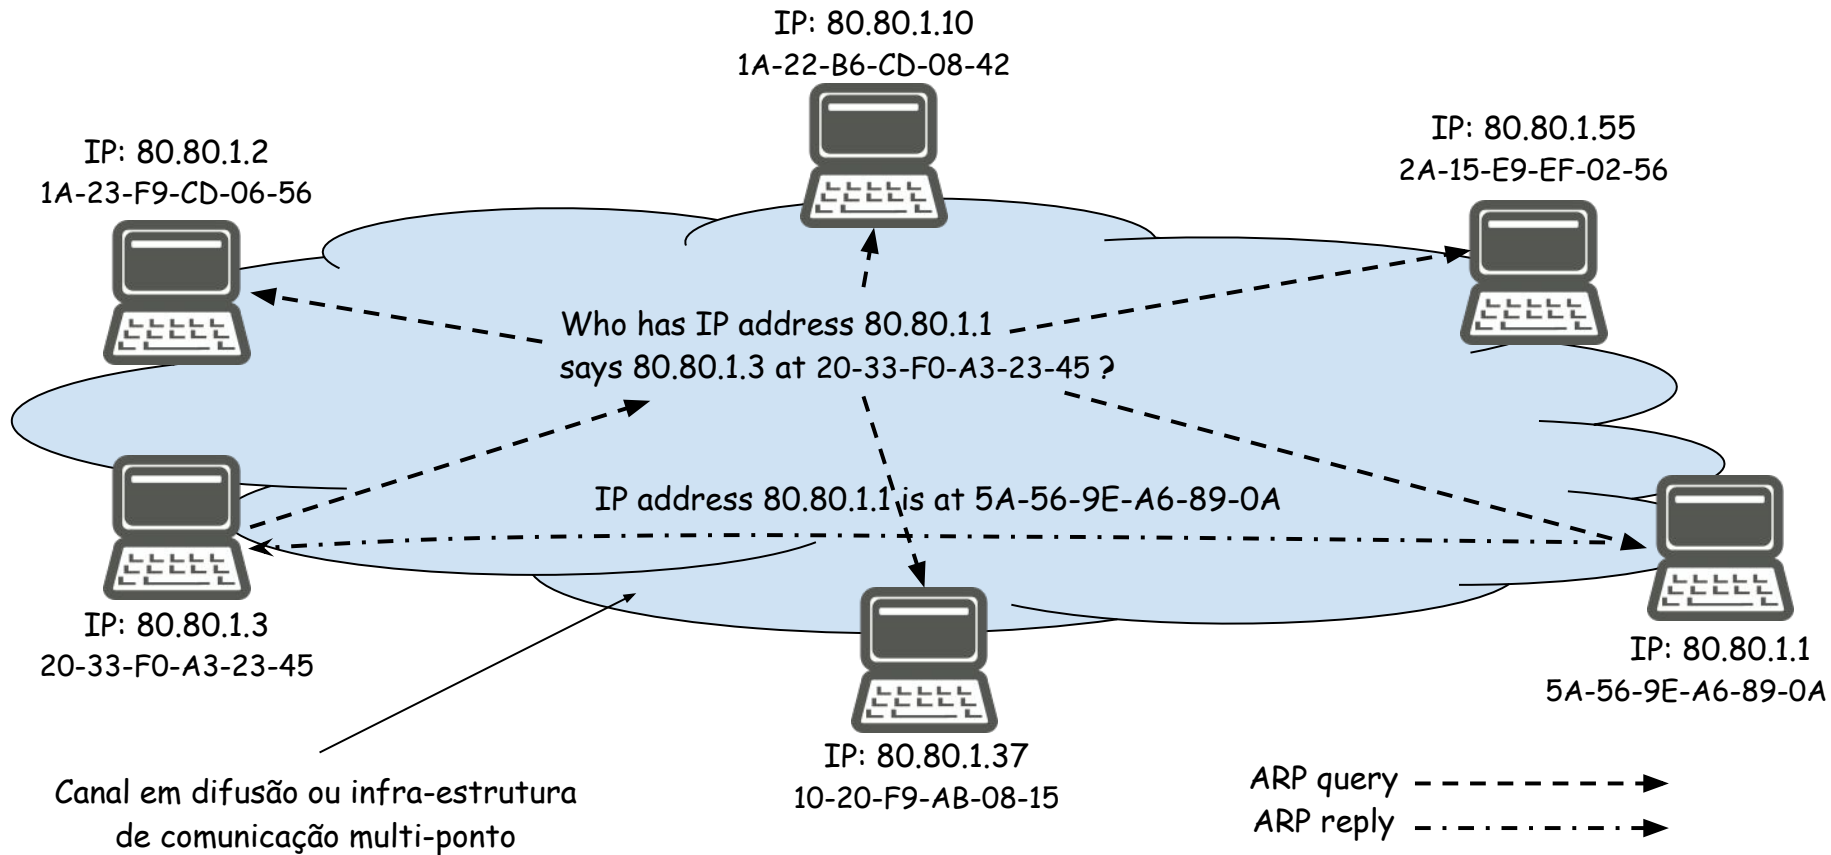 IP: 80.80.1.10
1A-22-B6-CD-08-42
IP: 80.80.1.55
2A-15-E9-EF-02-56
IP: 80.80.1.2
1A-23-F9-CD-06-56
Who has IP address 80.80.1.1
says 80.80.1.3 at 20-33-F0-A3-23-45 ?
IP address 80.80.1.1 is at 5A-56-9E-A6-89-0A
IP: 80.80.1.3
20-33-F0-A3-23-45
IP: 80.80.1.1
5A-56-9E-A6-89-0A
IP: 80.80.1.37
10-20-F9-AB-08-15
Canal em difusão ou infra-estrutura
de comunicação multi-ponto
ARP query
ARP reply